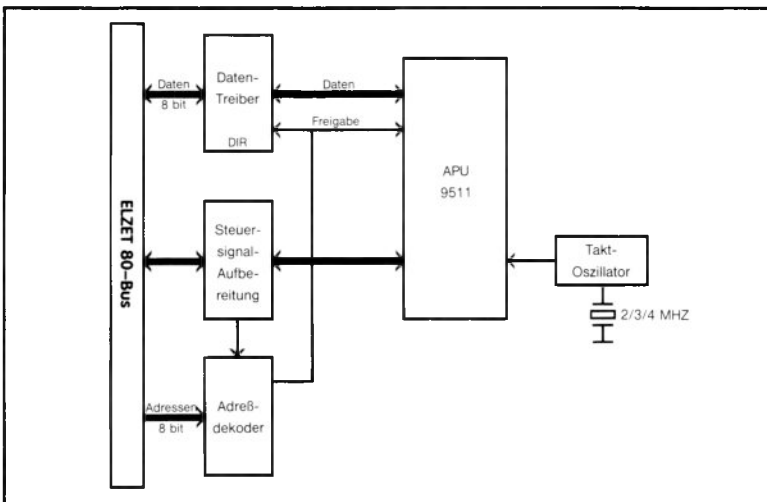 ELZET 80-Bus
Daten
8 bit
Daten-
Treiber
DIR
Daten
Freigabe
APU
9511
Steuer-
signal-
Aufbe-
reitung
Takt-
Oszillator
2/3/4 MHZ
Adressen
8 bit
Adreß-
dekoder